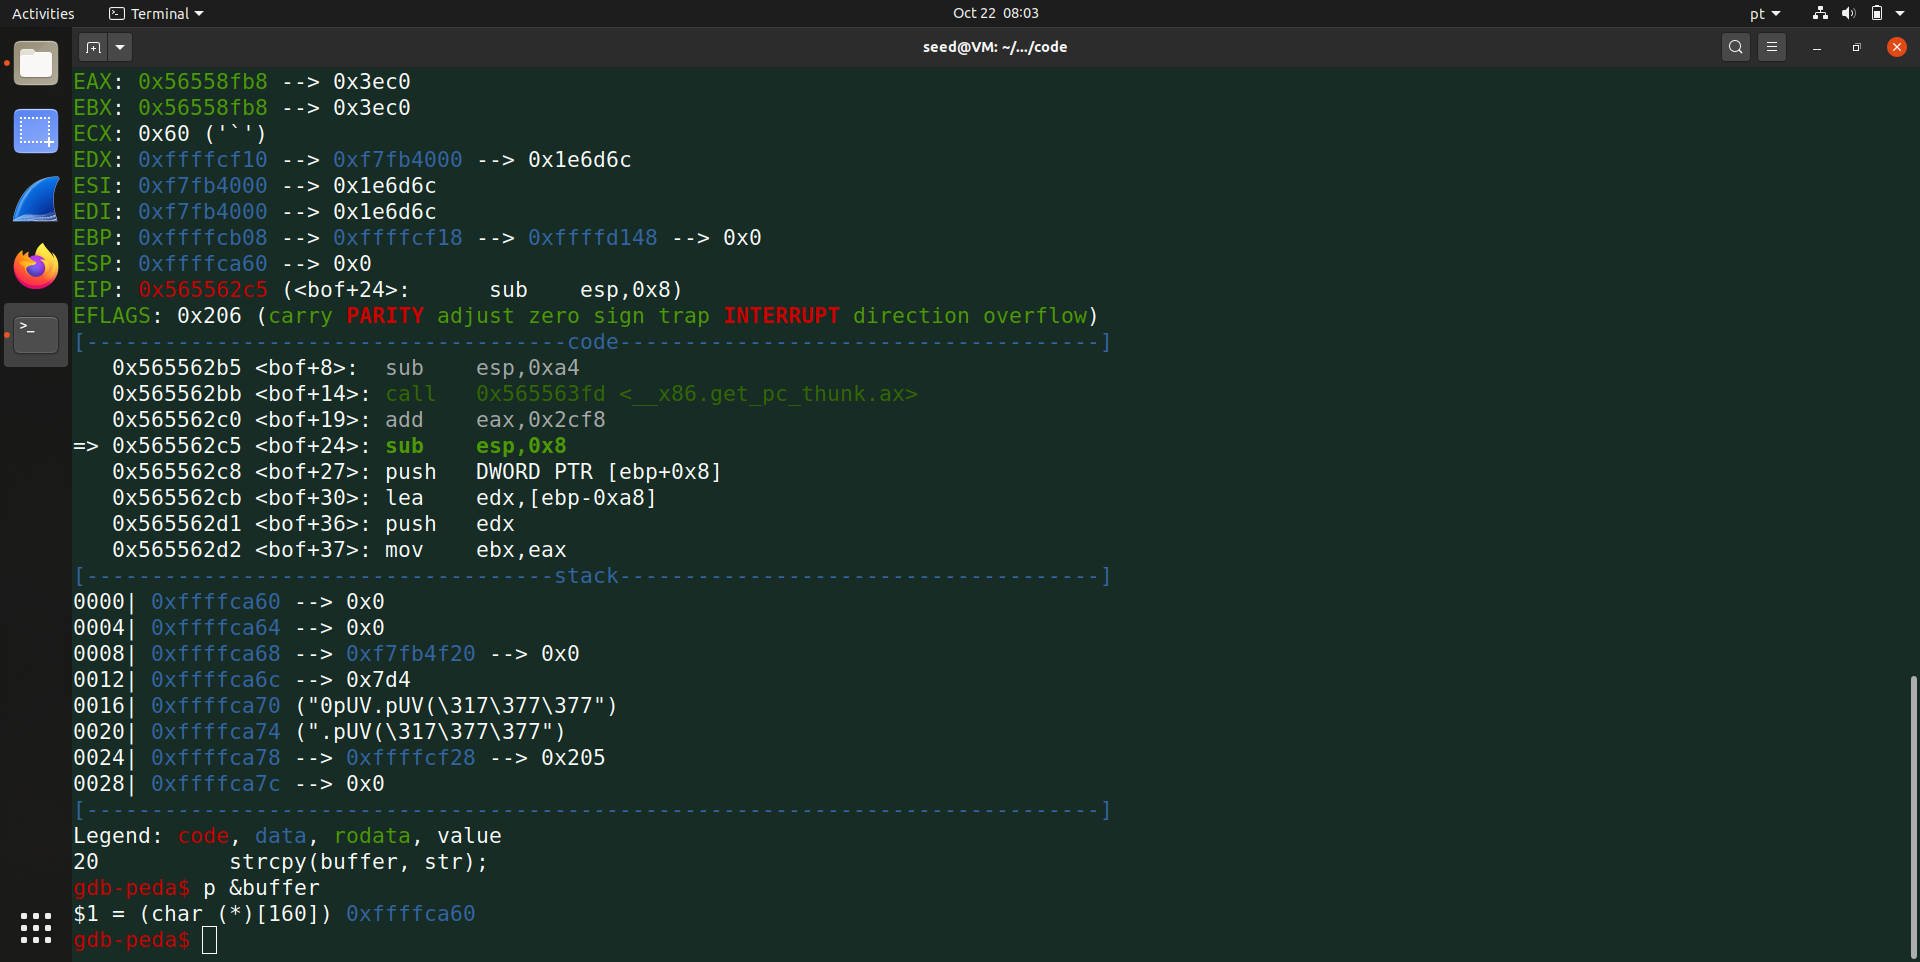 Activities Terminal Oct 22 08:03 pt
seed@VM: ~/.../code
EAX: 0x56558fb8 --> 0x3ec0
EBX: 0x56558fb8 --> 0x3ec0
ECX: 0x60 ('`')
EDX: 0xffffcf10 --> 0xf7fb4000 --> 0x1e6d6c
ESI: 0xf7fb4000 --> 0x1e6d6c
EDI: 0xf7fb4000 --> 0x1e6d6c
EBP: 0xffffcb08 --> 0xffffcf18 --> 0xffffd148 --> 0x0
ESP: 0xffffca60 --> 0x0
EIP: 0x565562c5 (<bof+24>:      sub    esp,0x8)
EFLAGS: 0x206 (carry PARITY adjust zero sign trap INTERRUPT direction overflow)
[-------------------------------------code-------------------------------------]
   0x565562b5 <bof+8>:  sub    esp,0xa4
   0x565562bb <bof+14>: call   0x565563fd <__x86.get_pc_thunk.ax>
   0x565562c0 <bof+19>: add    eax,0x2cf8
=> 0x565562c5 <bof+24>: sub    esp,0x8
   0x565562c8 <bof+27>: push   DWORD PTR [ebp+0x8]
   0x565562cb <bof+30>: lea    edx,[ebp-0xa8]
   0x565562d1 <bof+36>: push   edx
   0x565562d2 <bof+37>: mov    ebx,eax
[------------------------------------stack-------------------------------------]
0000| 0xffffca60 --> 0x0
0004| 0xffffca64 --> 0x0
0008| 0xffffca68 --> 0xf7fb4f20 --> 0x0
0012| 0xffffca6c --> 0x7d4
0016| 0xffffca70 ("0pUV.pUV(\317\377\377")
0020| 0xffffca74 (".pUV(\317\377\377")
0024| 0xffffca78 --> 0xffffcf28 --> 0x205
0028| 0xffffca7c --> 0x0
[------------------------------------------------------------------------------]
Legend: code, data, rodata, value
20          strcpy(buffer, str);
gdb-peda$ p &buffer
$1 = (char (*)[160]) 0xffffca60
gdb-peda$